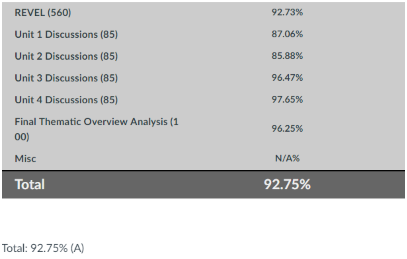 REVEL (560) 92.73%
Unit 1 Discussions (85) 87.06%
Unit 2 Discussions (85) 85.88%
Unit 3 Discussions (85) 96.47%
Unit 4 Discussions (85) 97.65%
Final Thematic Overview Analysis (1
00) 96.25%
Misc N/A%
Total 92.75%
Total: 92.75% (A)